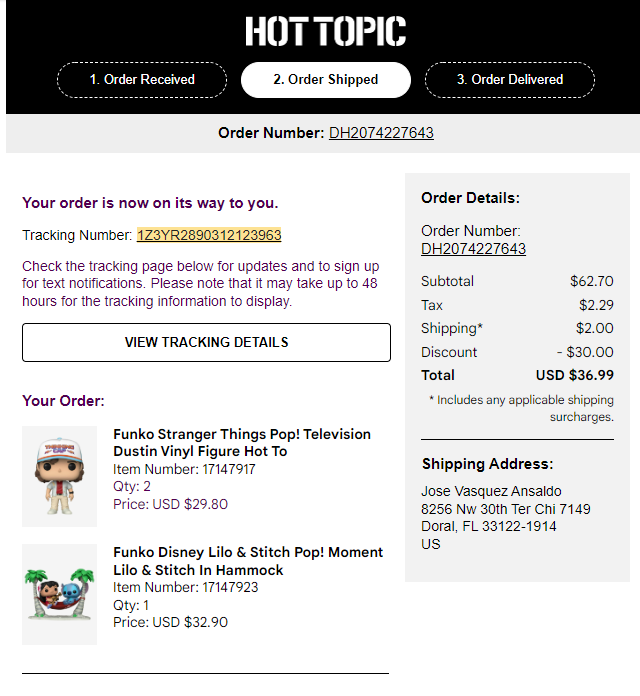 HOT TOPIC
1. Order Received
2. Order Shipped
3. Order Delivered
Order Number: DH2074227643
Your order is now on its way to you.
Tracking Number: 1Z3YR2890312123963
Check the tracking page below for updates and to sign up
for text notifications. Please note that it may take up to 48
hours for the tracking information to display.
VIEW TRACKING DETAILS
Your Order:
Funko Stranger Things Pop! Television
Dustin Vinyl Figure Hot To
Item Number: 17147917
Qty: 2
Price: USD $29.80
Funko Disney Lilo & Stitch Pop! Moment
Lilo & Stitch In Hammock
Item Number: 17147923
Qty: 1
Price: USD $32.90
Order Details:
Order Number:
DH2074227643
Subtotal $62.70
Tax $2.29
Shipping* $2.00
Discount - $30.00
Total USD $36.99
* Includes any applicable shipping
surcharges.
Shipping Address:
Jose Vasquez Ansaldo
8256 Nw 30th Ter Chi 7149
Doral, FL 33122-1914
US